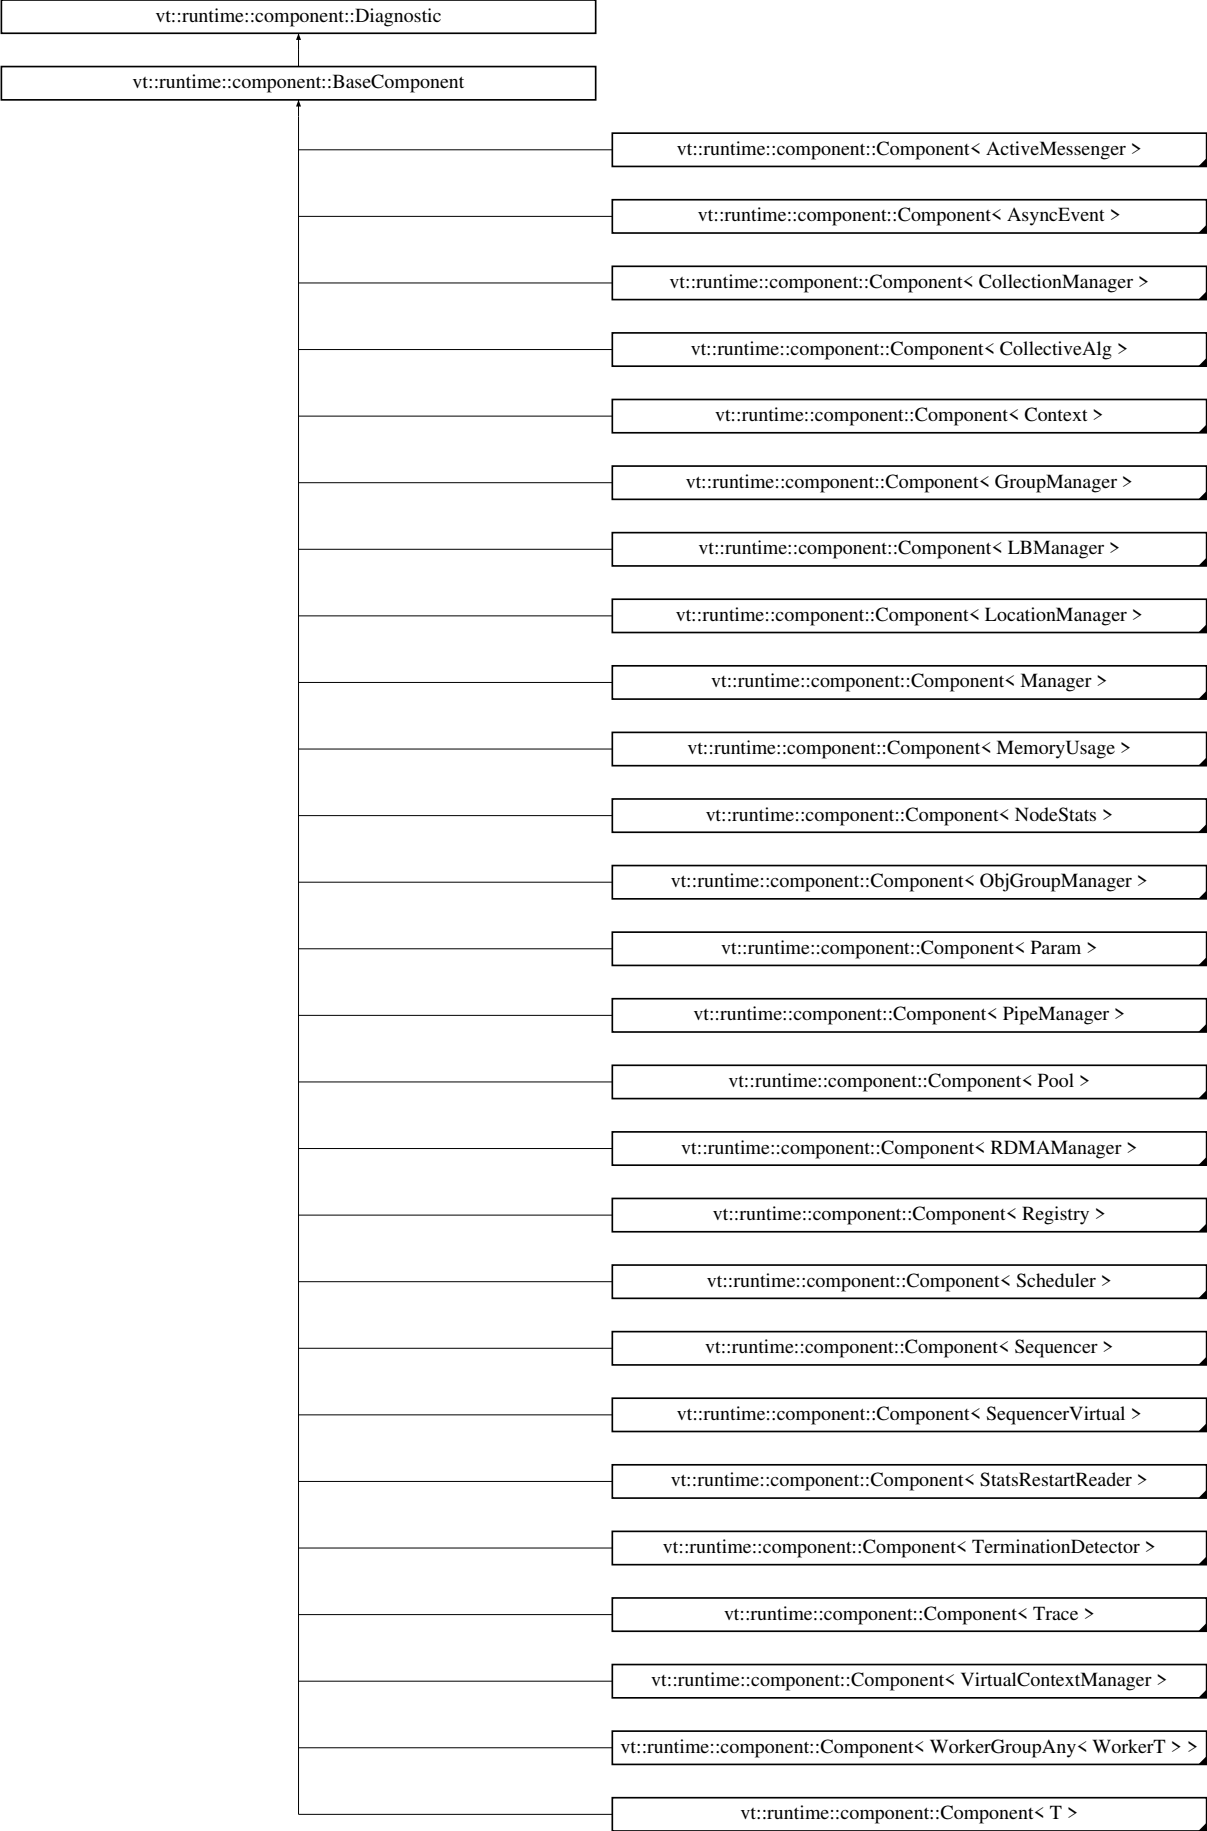 vt::runtime::component::Diagnostic
vt::runtime::component::BaseComponent
vt::runtime::component::Component< ActiveMessenger >
vt::runtime::component::Component< AsyncEvent >
vt::runtime::component::Component< CollectionManager >
vt::runtime::component::Component< CollectiveAlg >
vt::runtime::component::Component< Context >
vt::runtime::component::Component< GroupManager >
vt::runtime::component::Component< LBManager >
vt::runtime::component::Component< LocationManager >
vt::runtime::component::Component< Manager >
vt::runtime::component::Component< MemoryUsage >
vt::runtime::component::Component< NodeStats >
vt::runtime::component::Component< ObjGroupManager >
vt::runtime::component::Component< Param >
vt::runtime::component::Component< PipeManager >
vt::runtime::component::Component< Pool >
vt::runtime::component::Component< RDMAManager >
vt::runtime::component::Component< Registry >
vt::runtime::component::Component< Scheduler >
vt::runtime::component::Component< Sequencer >
vt::runtime::component::Component< SequencerVirtual >
vt::runtime::component::Component< StatsRestartReader >
vt::runtime::component::Component< TerminationDetector >
vt::runtime::component::Component< Trace >
vt::runtime::component::Component< VirtualContextManager >
vt::runtime::component::Component< WorkerGroupAny< WorkerT > >
vt::runtime::component::Component< T >